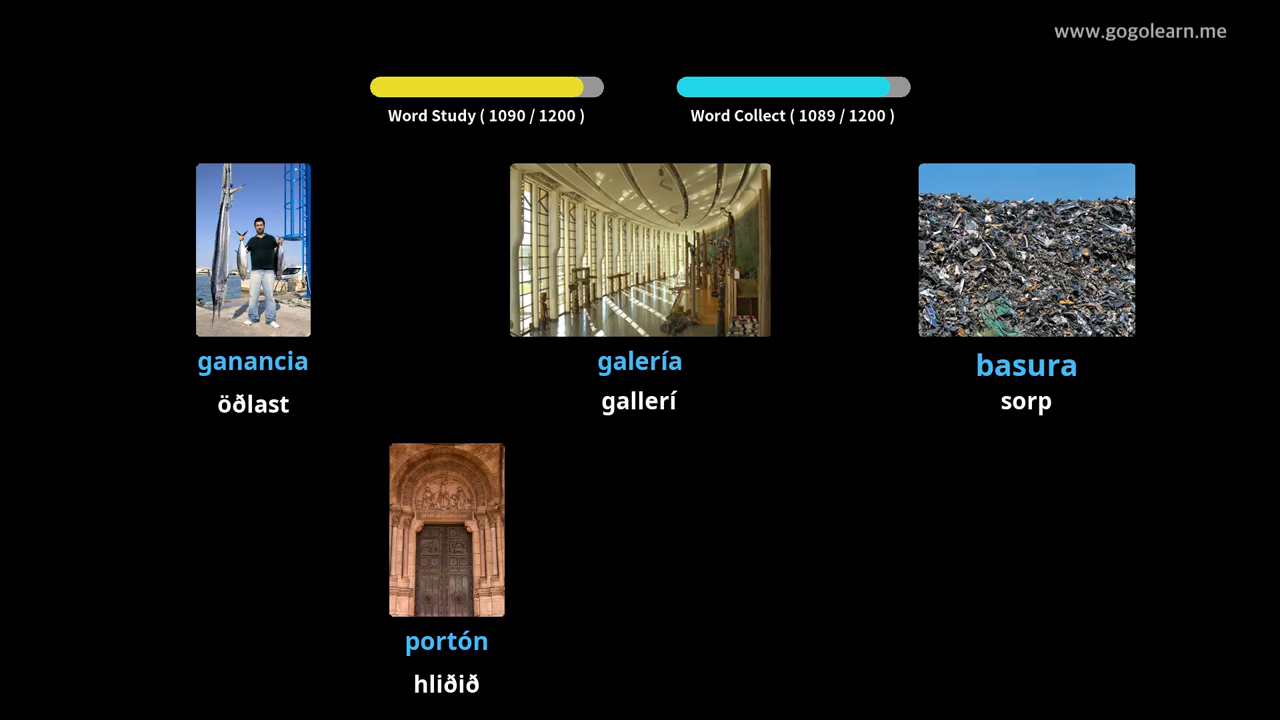 www.gogolearn.me
Word Study ( 1090 / 1200 )
Word Collect ( 1089 / 1200 )
ganancia
öðlast
galería
gallerí
basura
sorp
portón
hliðið